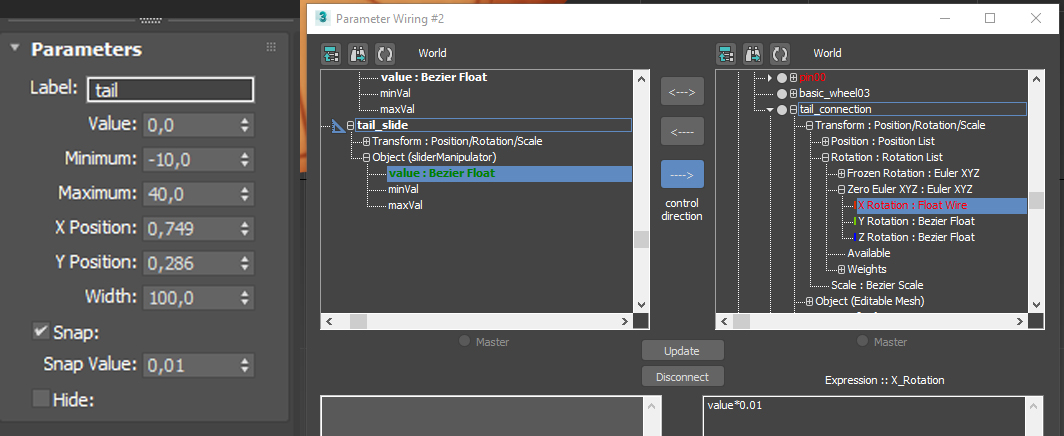 Parameters
Label: tail
Value: 0,0
Minimum: -10,0
Maximum: 40,0
X Position: 0,749
Y Position: 0,286
Width: 100,0
Snap:
Snap Value: 0,01
Hide:
3 Parameter Wiring #2
World
value : Bezier Float
minVal
maxVal
tail_slide
Transform : Position/Rotation/Scale
Object (sliderManipulator)
value : Bezier Float
minVal
maxVal
<--->
<----
---->
control
direction
World
pin00
basic_wheel03
tail_connection
Transform : Position/Rotation/Scale
Position : Position List
Rotation : Rotation List
Frozen Rotation : Euler XYZ
Zero Euler XYZ : Euler XYZ
X Rotation : Float Wire
Y Rotation : Bezier Float
Z Rotation : Bezier Float
Available
Weights
Scale : Bezier Scale
Object (Editable Mesh)
Master
Update
Disconnect
Master
Expression :: X_Rotation
value*0.01